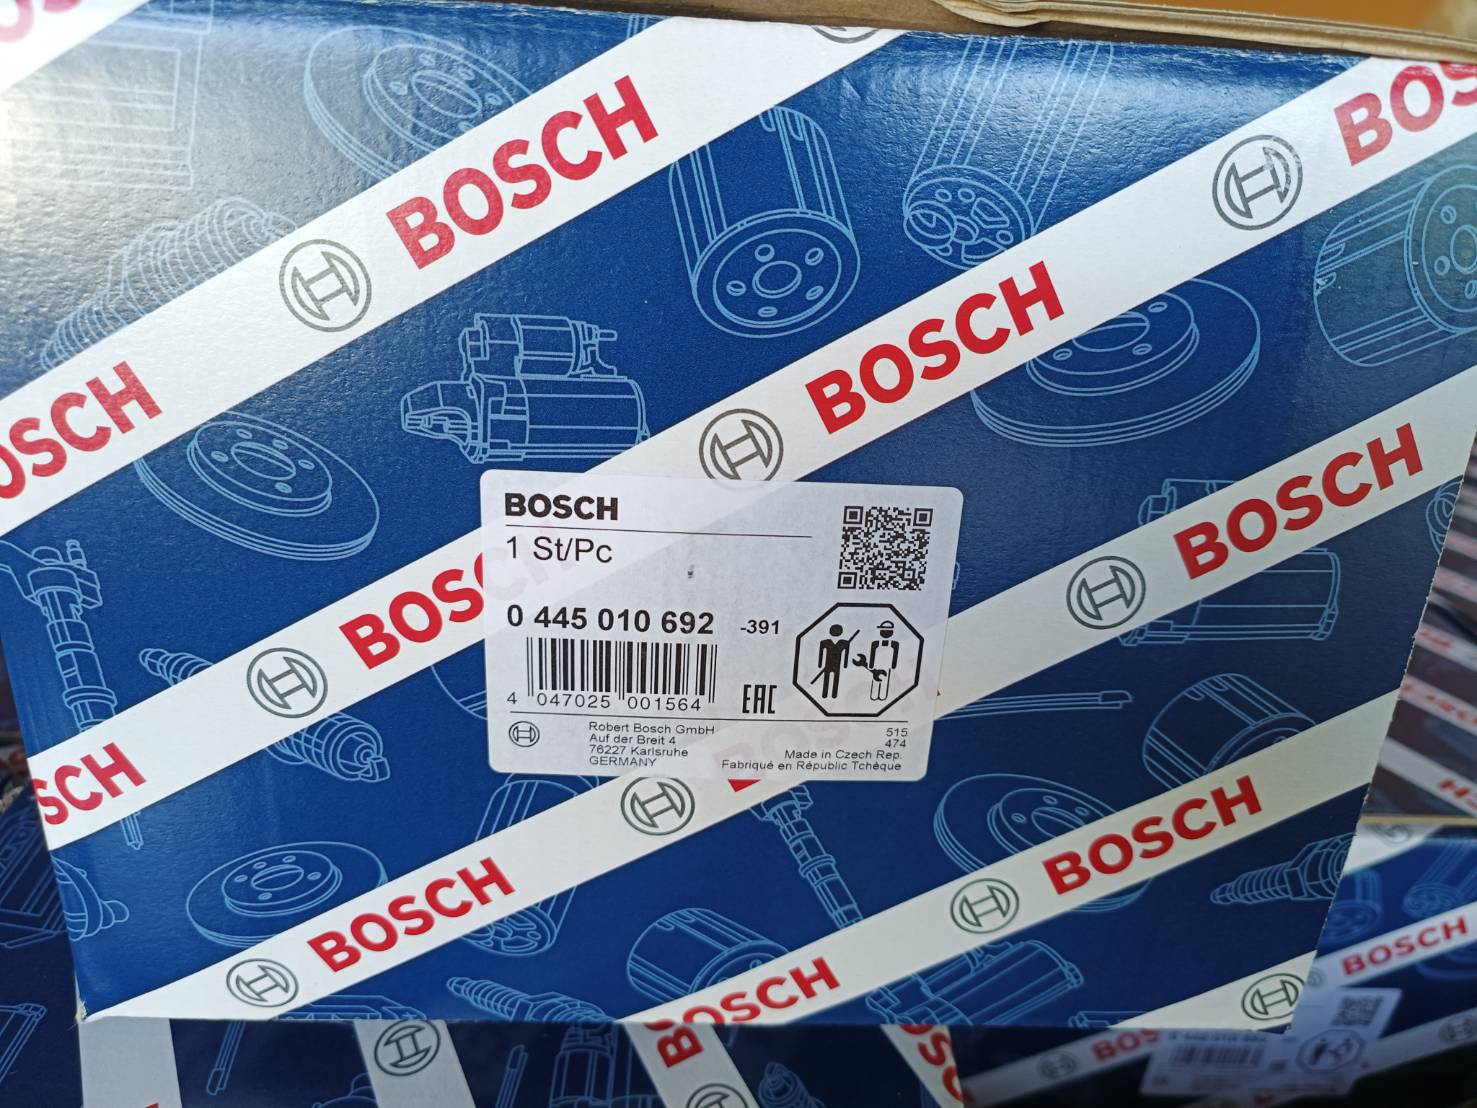 BOSCH
BOSCH
BOSCH
BOSCH
BOSCH
BOSCH
1 St/Pc
0 445 010 692 -391
4 047025 001564
EAC
Robert Bosch GmbH
Auf der Breit 4
76227 Karlsruhe
GERMANY
515
474
Made in Czech Rep.
Fabriqué en République Tchèque
BOSCH
BOSCH
BOSCH
BOSCH
BOSCH
BOSCH